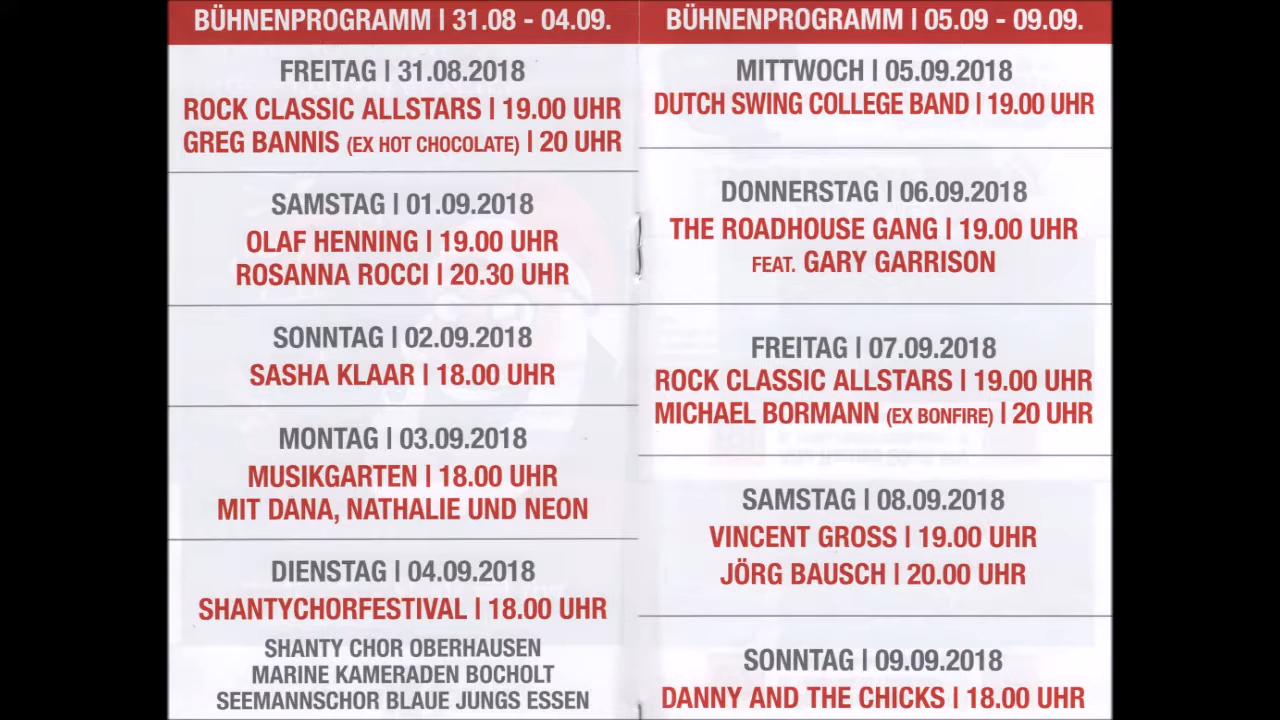 BÜHNENPROGRAMM | 31.08 - 04.09.
FREITAG | 31.08.2018
ROCK CLASSIC ALLSTARS | 19.00 UHR
GREG BANNIS (EX HOT CHOCOLATE) | 20 UHR
SAMSTAG | 01.09.2018
OLAF HENNING | 19.00 UHR
ROSANNA ROCCI | 20.30 UHR
SONNTAG | 02.09.2018
SASHA KLAAR | 18.00 UHR
MONTAG | 03.09.2018
MUSIKGARTEN | 18.00 UHR
MIT DANA, NATHALIE UND NEON
DIENSTAG | 04.09.2018
SHANTYCHORFESTIVAL | 18.00 UHR
SHANTY CHOR OBERHAUSEN
MARINE KAMERADEN BOCHOLT
SEEMANNSCHOR BLAUE JUNGS ESSEN
BÜHNENPROGRAMM | 05.09 - 09.09.
MITTWOCH | 05.09.2018
DUTCH SWING COLLEGE BAND | 19.00 UHR
DONNERSTAG | 06.09.2018
THE ROADHOUSE GANG | 19.00 UHR
FEAT. GARY GARRISON
FREITAG | 07.09.2018
ROCK CLASSIC ALLSTARS | 19.00 UHR
MICHAEL BORMANN (EX BONFIRE) | 20 UHR
SAMSTAG | 08.09.2018
VINCENT GROSS | 19.00 UHR
JÖRG BAUSCH | 20.00 UHR
SONNTAG | 09.09.2018
DANNY AND THE CHICKS | 18.00 UHR